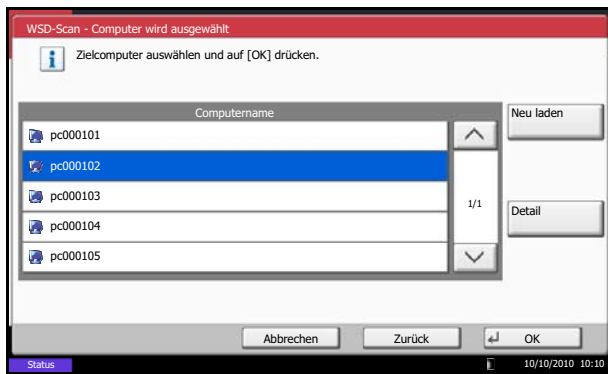 WSD-Scan - Computer wird ausgewählt
Zielcomputer auswählen und auf [OK] drücken.
Computername
Neu laden
pc000101
pc000102
pc000103
1/1
Detail
pc000104
pc000105
Abbrechen
Zurück
OK
Status
10/10/2010 10:10